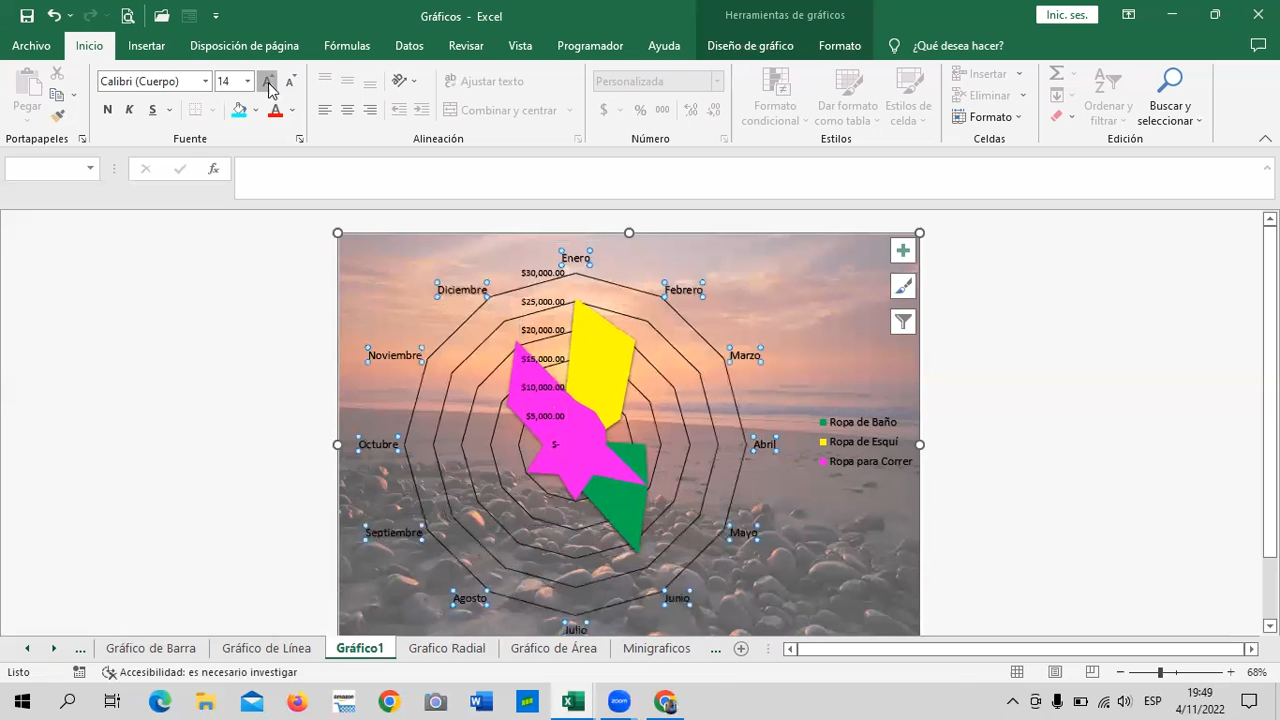 Gráficos - Excel
Herramientas de gráficos
Inic. ses.
Archivo
Inicio
Insertar
Disposición de página
Fórmulas
Datos
Revisar
Vista
Programador
Ayuda
Diseño de gráfico
Formato
¿Qué desea hacer?
Pegar
Portapapeles
Calibri (Cuerpo)
14
N K S
Fuente
Ajustar texto
Combinar y centrar
Alineación
Personalizada
$ % 000
Número
Formato condicional
Dar formato como tabla
Estilos de celda
Estilos
Insertar
Eliminar
Formato
Celdas
Ordenar y filtrar
Buscar y seleccionar
Edición
fx
Enero
Febrero
Marzo
Abril
Mayo
Junio
Julio
Agosto
Septiembre
Octubre
Noviembre
Diciembre
$30,000.00
$25,000.00
$20,000.00
$15,000.00
$10,000.00
$5,000.00
$-
Ropa de Baño
Ropa de Esquí
Ropa para Correr
...
Gráfico de Barra
Gráfico de Línea
Gráfico1
Grafico Radial
Gráfico de Área
Minigraficos
...
Listo
Accesibilidad: es necesario investigar
68%
zoom
ESP
19:49
4/11/2022